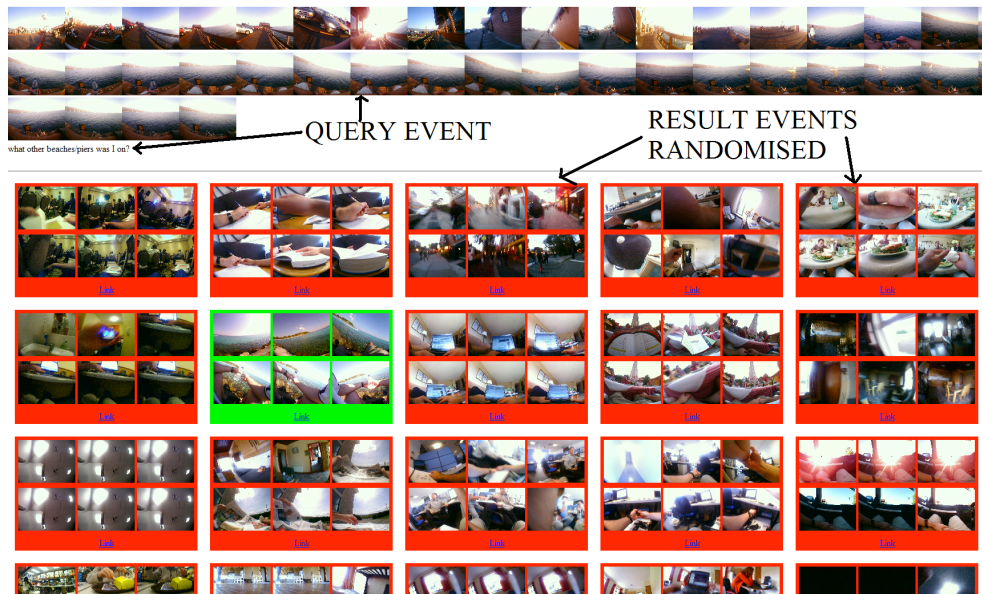 QUERY EVENT
what other beaches/piers was I on?
RESULT EVENTS
RANDOMISED
Link Link Link Link Link
Link Link Link Link Link
Link Link Link Link Link